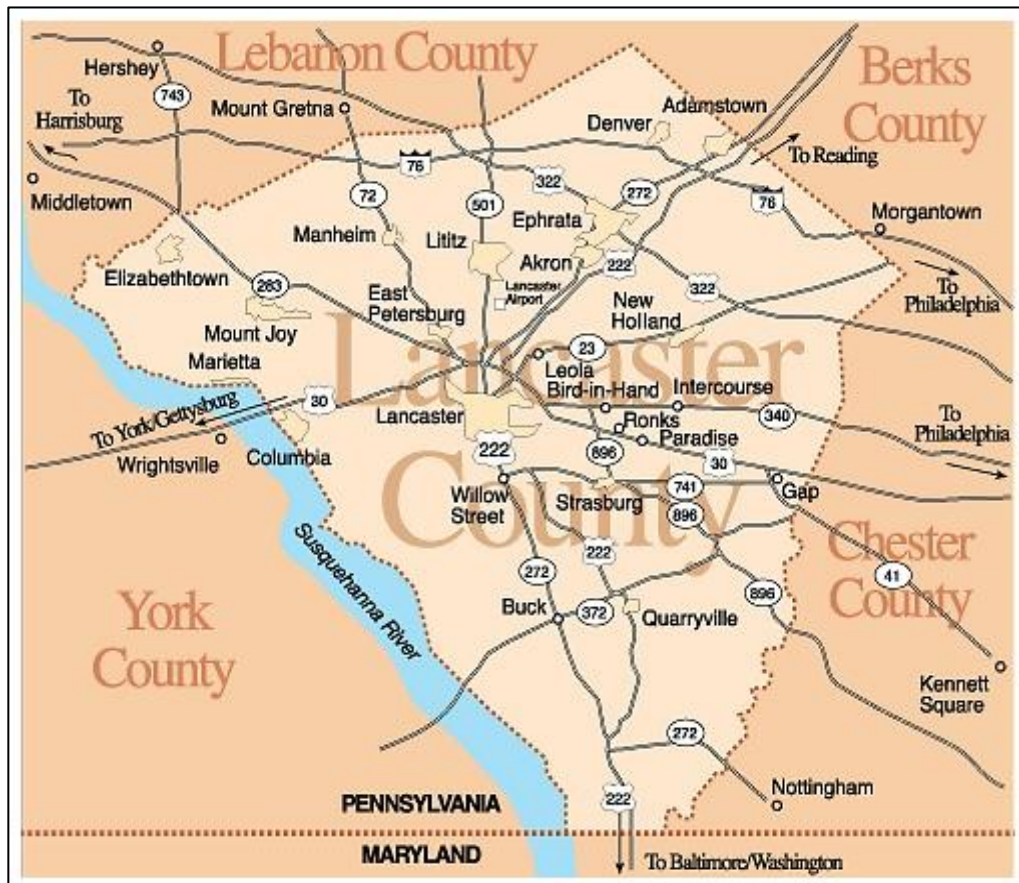 Lebanon County
Berks
County
Hershey
743
To
Harrisburg
Mount Gretna
Adamstown
Denver
To Reading
76
322
272
76
Middletown
72
501
Ephrata
Morgantown
Manheim
Lititz
Akron
222
Elizabethtown
Lancaster
Airport
322
To
Philadelphia
283
East
Petersburg
New
Holland
Mount Joy
Lancaster
County
23
Marietta
Leola
Bird-in-Hand
Intercourse
To York/Gettysburg
30
Lancaster
340
To
Philadelphia
Ronks
Paradise
Wrightsville
Columbia
222
896
30
Willow
Street
Strasburg
741
Gap
896
Susquehanna River
222
Chester
County
272
896
41
York
County
Buck
372
Quarryville
Kennett
Square
272
Nottingham
PENNSYLVANIA
222
MARYLAND
To Baltimore/Washington